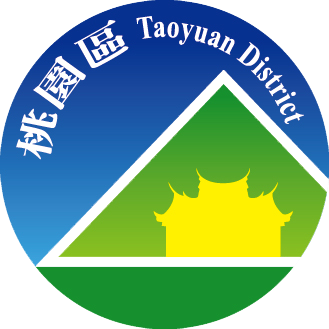 桃園區 Taoyuan District